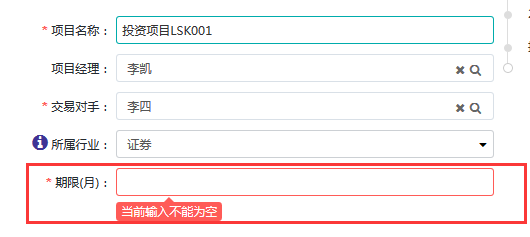 * 项目名称： 投资项目LSK001
项目经理： 李凯
* 交易对手： 李四
所属行业： 证券
* 期限(月)：
当前输入不能为空